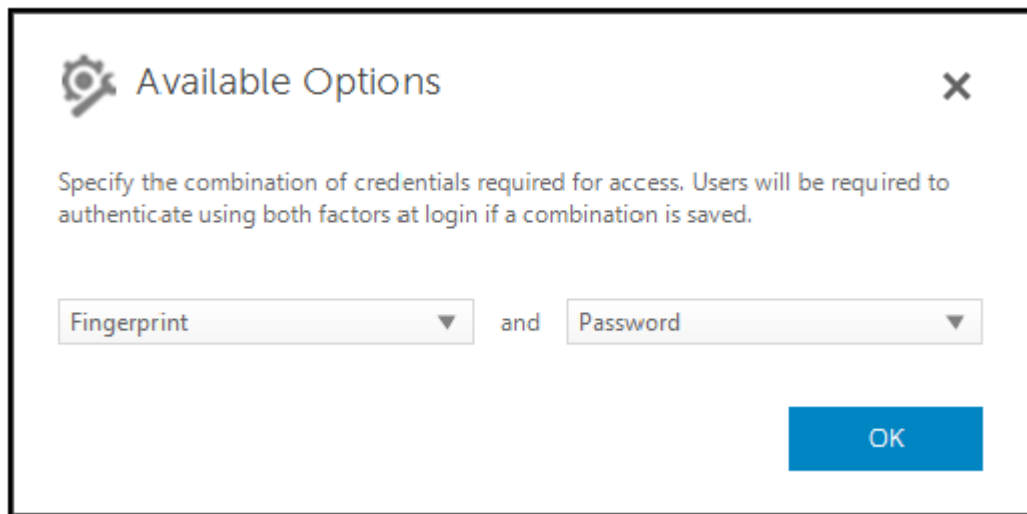 Available Options
Specify the combination of credentials required for access. Users will be required to
authenticate using both factors at login if a combination is saved.
Fingerprint and Password
OK